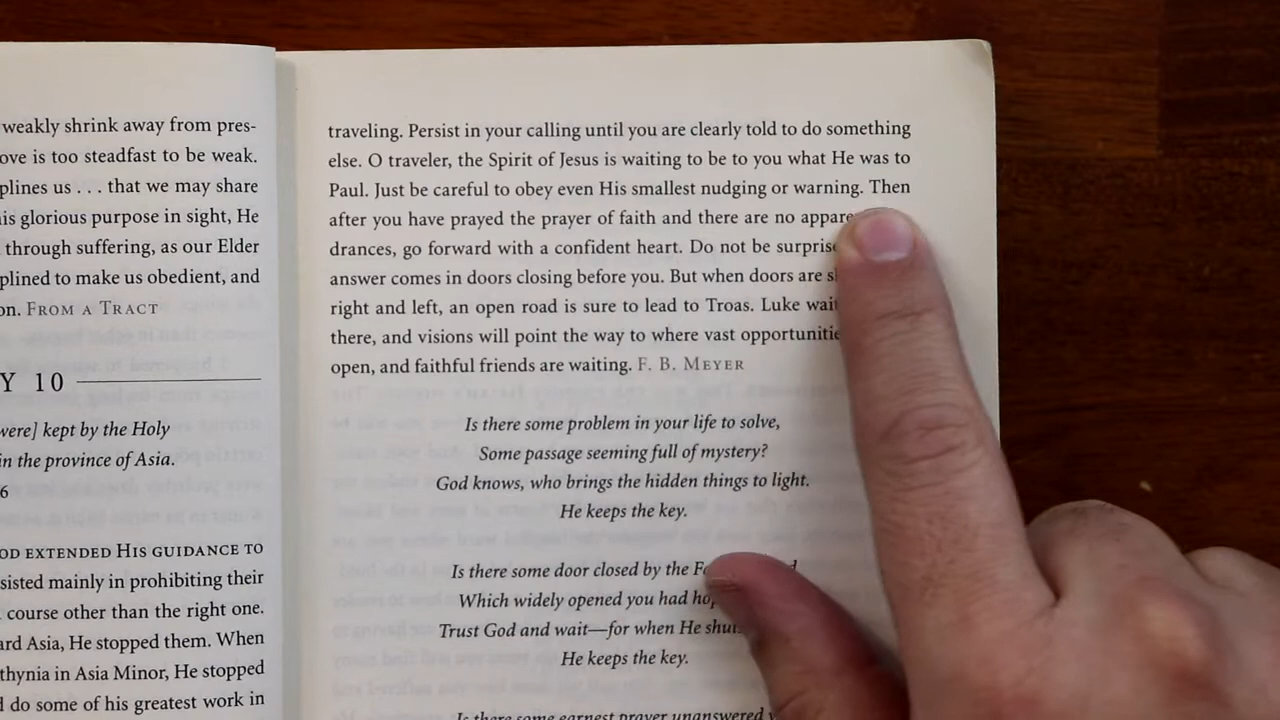 weakly shrink away from pres-
ove is too steadfast to be weak.
plines us . . . that we may share
is glorious purpose in sight, He
through suffering, as our Elder
plined to make us obedient, and
on. FROM A TRACT
Y 10
were] kept by the Holy
in the province of Asia.
6
OD EXTENDED HIS GUIDANCE TO
sisted mainly in prohibiting their
course other than the right one.
ard Asia, He stopped them. When
thynia in Asia Minor, He stopped
d do some of his greatest work in
traveling. Persist in your calling until you are clearly told to do something
else. O traveler, the Spirit of Jesus is waiting to be to you what He was to
Paul. Just be careful to obey even His smallest nudging or warning. Then
after you have prayed the prayer of faith and there are no
drances, go forward with a confident heart. Do not be
answer comes in doors closing before you. But when doors are
right and left, an open road is sure to lead to Troas. Luke
there, and visions will point the way to where vast
open, and faithful friends are waiting. F. B. MEYER
Is there some problem in your life to solve,
Some passage seeming full of mystery?
God knows, who brings the hidden things to light.
He keeps the key.
Is there some door closed by the
Which widely opened you had
Trust God and wait—for when He
He keeps the key.
Is there some earnest prayer unanswered